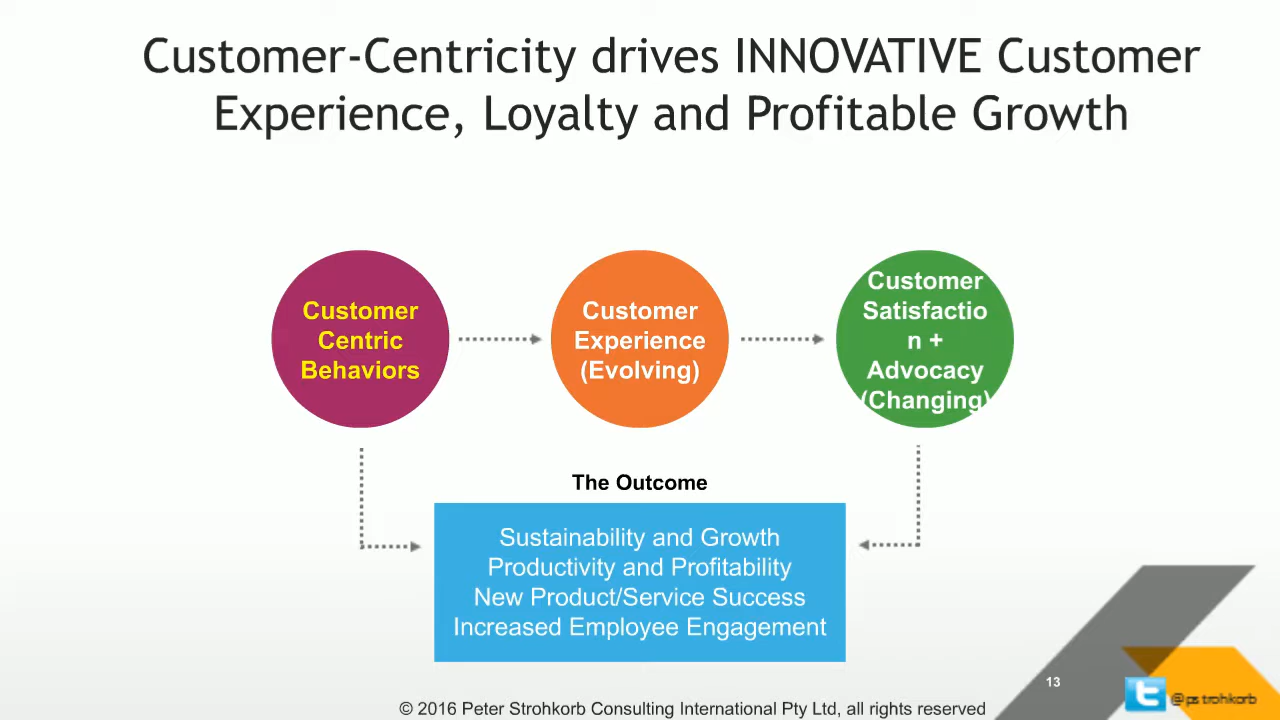 Customer-Centricity drives INNOVATIVE Customer
Experience, Loyalty and Profitable Growth
Customer
Centric
Behaviors
Customer
Experience
(Evolving)
Customer
Satisfactio
n +
Advocacy
(Changing)
The Outcome
Sustainability and Growth
Productivity and Profitability
New Product/Service Success
Increased Employee Engagement
13
@pstrohkorb
© 2016 Peter Strohkorb Consulting International Pty Ltd, all rights reserved